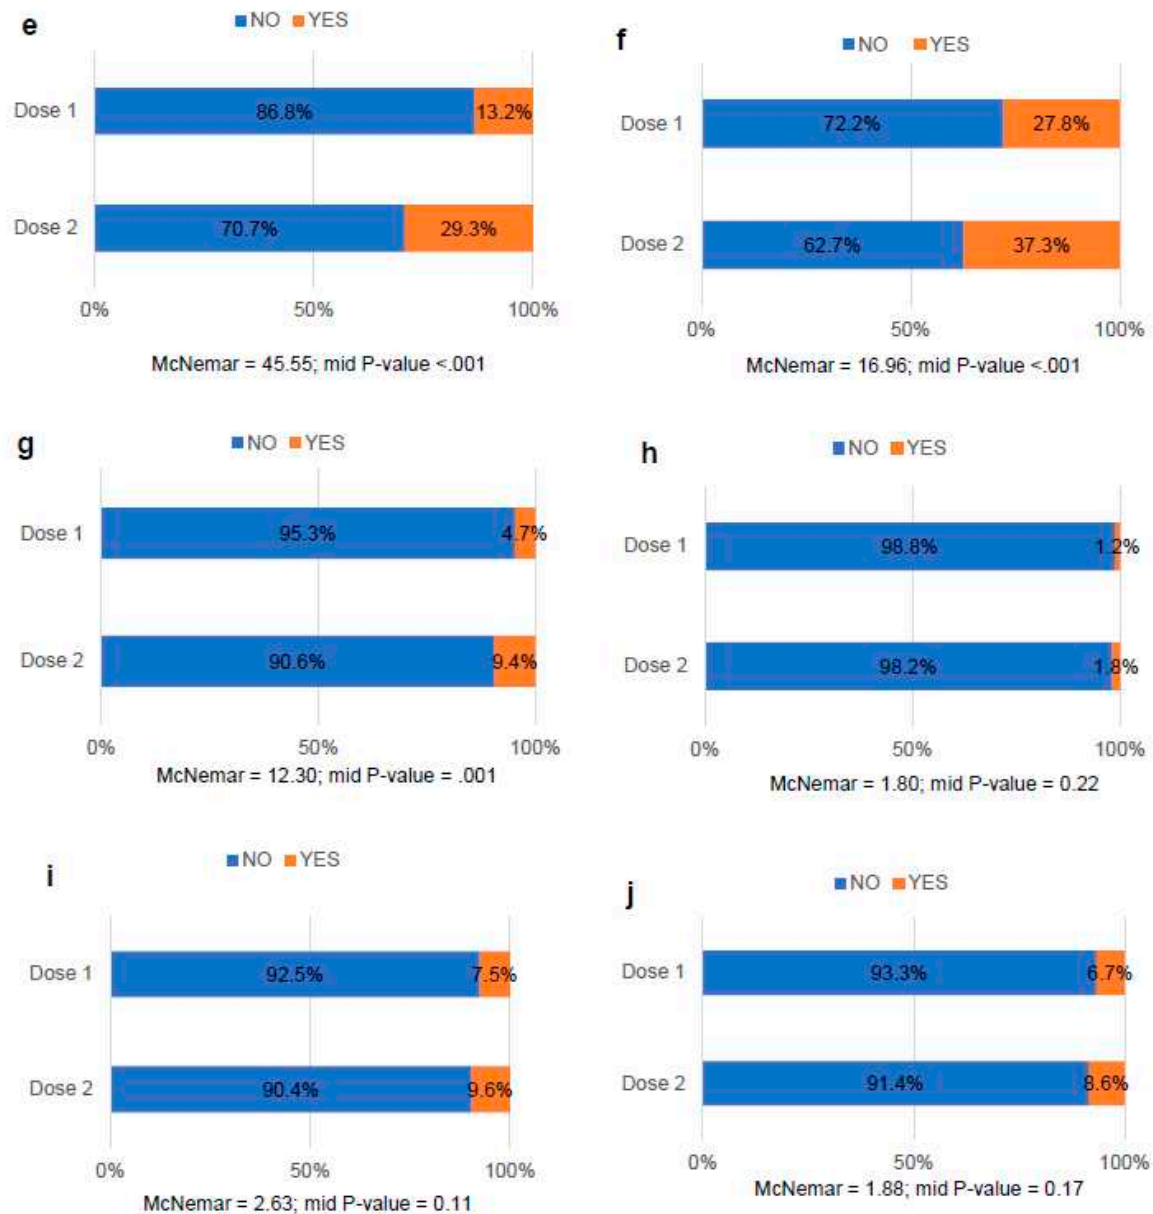 e
NO YES
Dose 1 86.8% 13.2%
Dose 2 70.7% 29.3%
0% 50% 100%
McNemar = 45.55; mid P-value <.001
f
NO YES
Dose 1 72.2% 27.8%
Dose 2 62.7% 37.3%
0% 50% 100%
McNemar = 16.96; mid P-value <.001
g
NO YES
Dose 1 95.3% 4.7%
Dose 2 90.6% 9.4%
0% 50% 100%
McNemar = 12.30; mid P-value = .001
h
NO YES
Dose 1 98.8% 1.2%
Dose 2 98.2% 1.8%
0% 50% 100%
McNemar = 1.80; mid P-value = 0.22
i
NO YES
Dose 1 92.5% 7.5%
Dose 2 90.4% 9.6%
0% 50% 100%
McNemar = 2.63; mid P-value = 0.11
j
NO YES
Dose 1 93.3% 6.7%
Dose 2 91.4% 8.6%
0% 50% 100%
McNemar = 1.88; mid P-value = 0.17